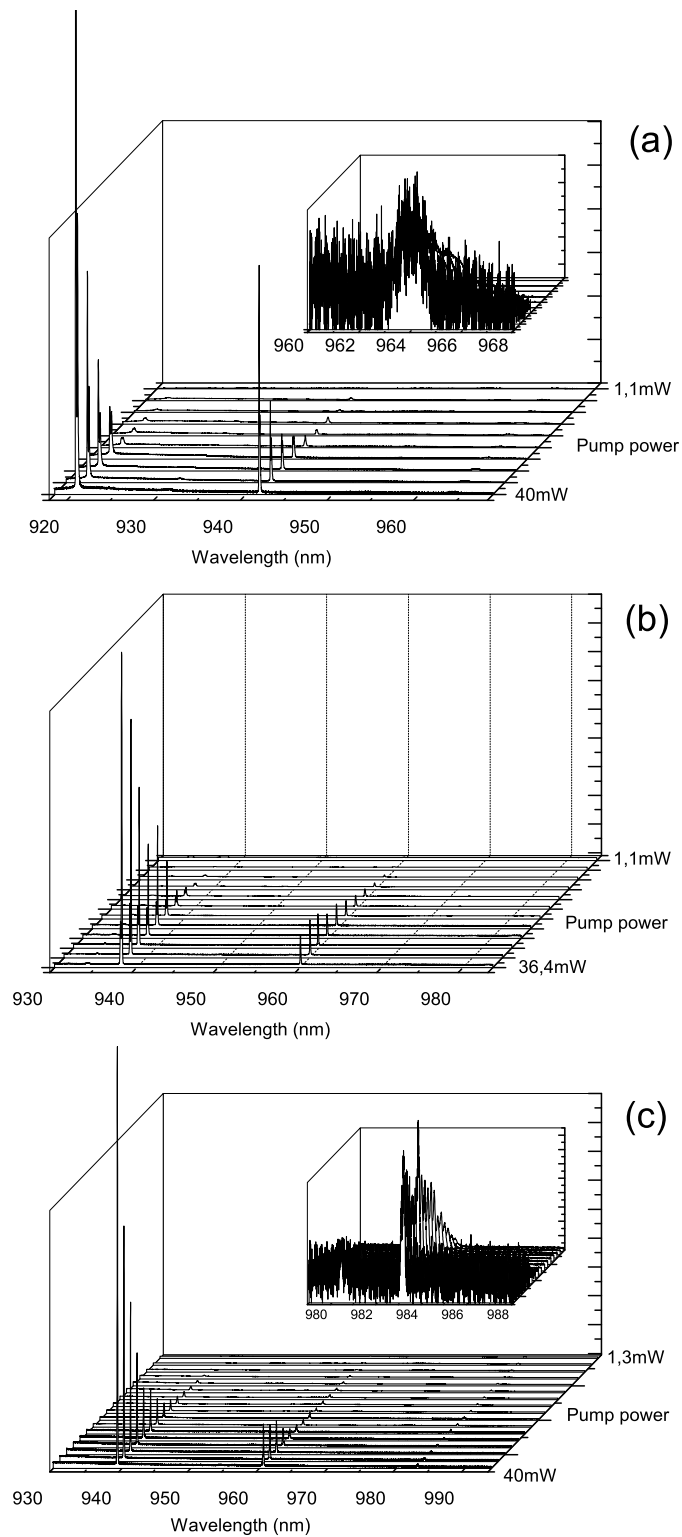 (a)
960 962 964 966 968
1,1mW
Pump power
40mW
920 930 940 950 960
Wavelength (nm)
(b)
1,1mW
Pump power
36,4mW
930 940 950 960 970 980
Wavelength (nm)
(c)
980 982 984 986 988
1,3mW
Pump power
40mW
930 940 950 960 970 980 990
Wavelength (nm)